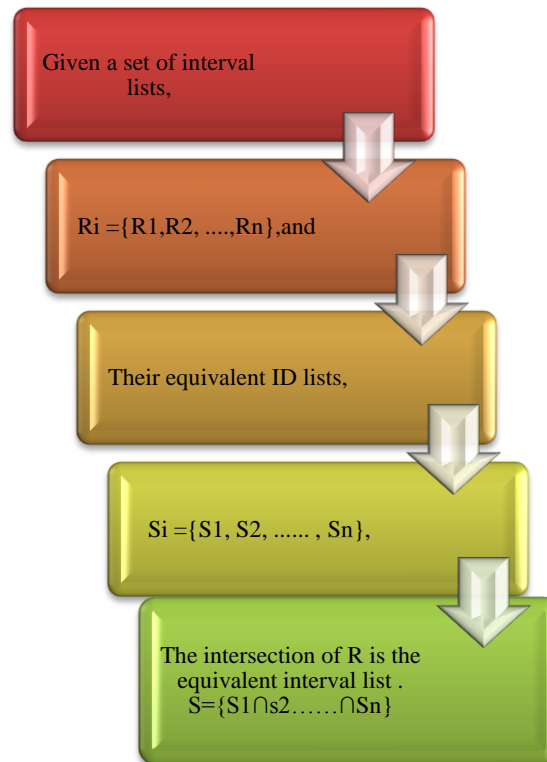 Given a set of interval
lists,
Ri ={R1,R2, ....,Rn},and
Their equivalent ID lists,
Si ={S1, S2, ...... , Sn},
The intersection of R is the
equivalent interval list .
S={S1∩s2……∩Sn}